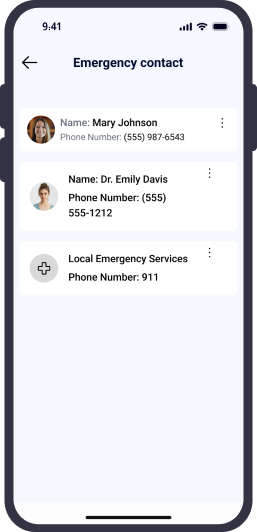 9:41
Emergency contact
Name: Mary Johnson
Phone Number: (555) 987-6543
Name: Dr. Emily Davis
Phone Number: (555)
555-1212
Local Emergency Services
Phone Number: 911